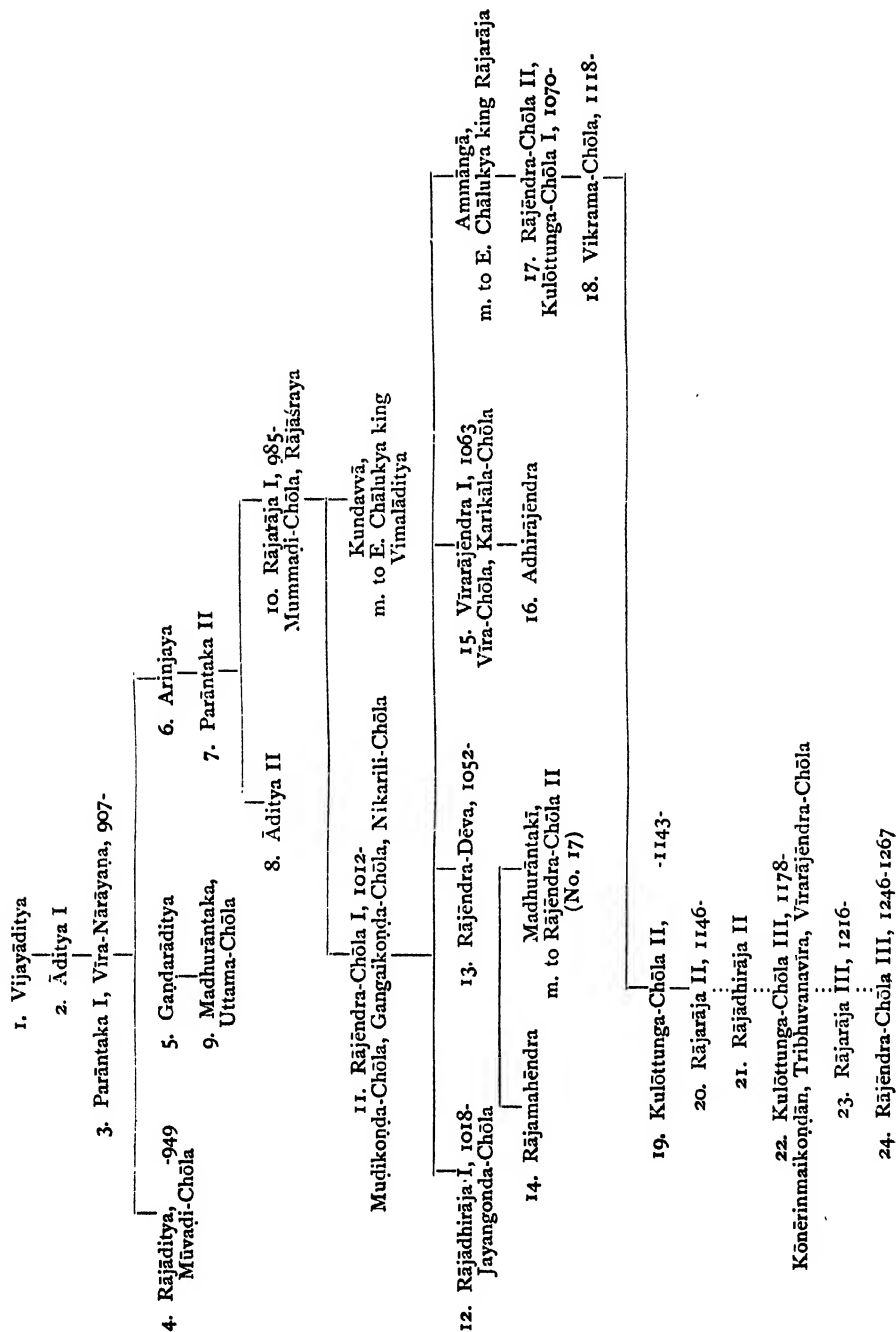 1. Vijayāditya
2. Āditya I
3. Parāntaka I, Vīra-Nārāyaṇa, 907-
4. Rājāditya, -949
Mūvaḍi-Chōla
5. Gaṇdarāditya
6. Arinjaya
9. Madhurāntaka,
Uttama-Chōla
7. Parāntaka II
8. Āditya II
10. Rājarāja I, 985-
Mummaḍi-Chōla, Rājāśraya
11. Rājēndra-Chōla I, 1012-
Muḍikoṇḍa-Chōla, Gangaikoṇḍa-Chōla, Nikarili-Chōla
Kundavvā,
m. to E. Chālukya king
Vimalāditya
12. Rājādhirāja I, 1018-
Jayangonda-Chōla
13. Rājēndra-Dēva, 1052-
15. Vīrarājēndra I, 1063
Vīra-Chōla, Karikāla-Chōla
Ammāngā,
m. to E. Chālukya king Rājarāja
14. Rājamahēndra
Madhurāntakī,
m. to Rājēndra-Chōla II
(No. 17)
16. Adhirājēndra
17. Rājēndra-Chōla II,
Kulōttunga-Chōla I, 1070-
18. Vikrama-Chōla, 1118-
19. Kulōttunga-Chōla II, -1143-
20. Rājarāja II, 1146-
21. Rājādhirāja II
22. Kulōttunga-Chōla III, 1178-
Kōnērinmaikoṇḍān, Tribhuvanavīra, Vīrarājēndra-Chōla
23. Rājarāja III, 1216-
24. Rājēndra-Chōla III, 1246-1267